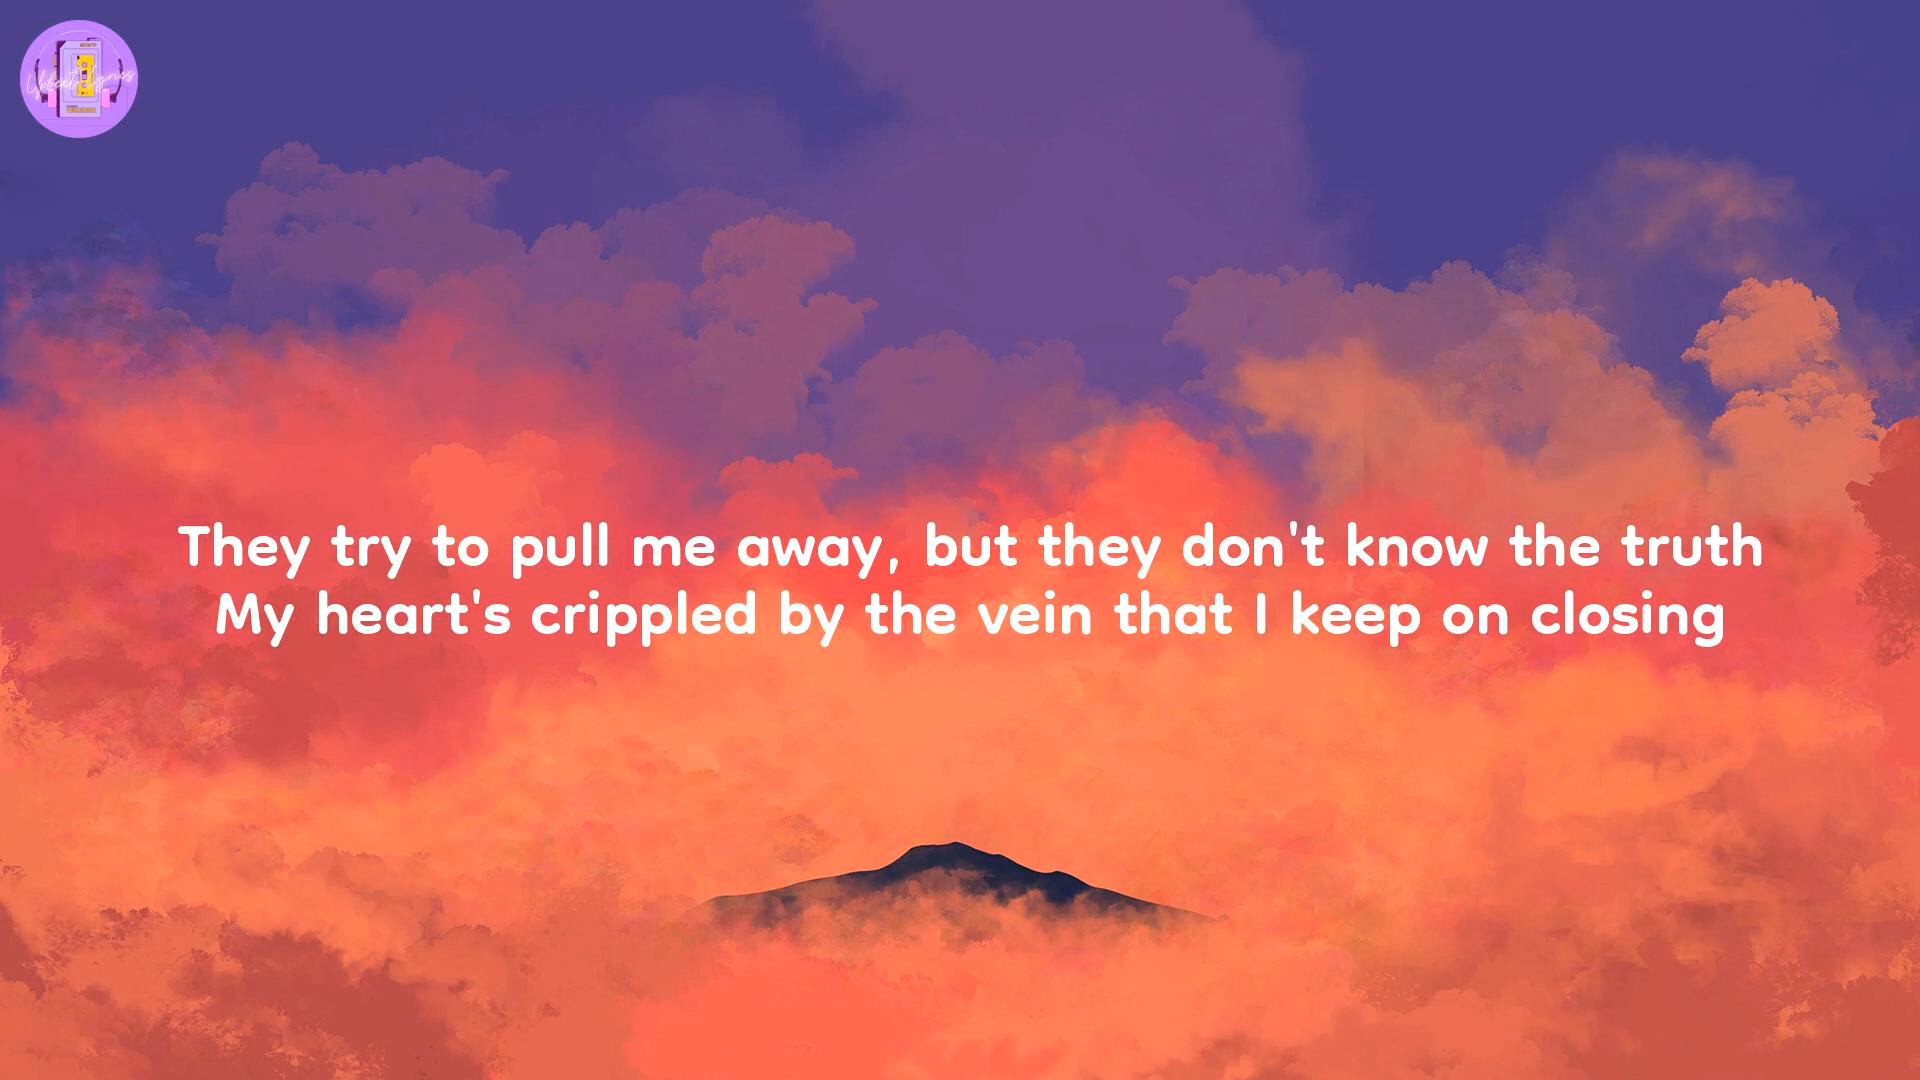 They try to pull me away, but they don't know the truth
My heart's crippled by the vein that I keep on closing